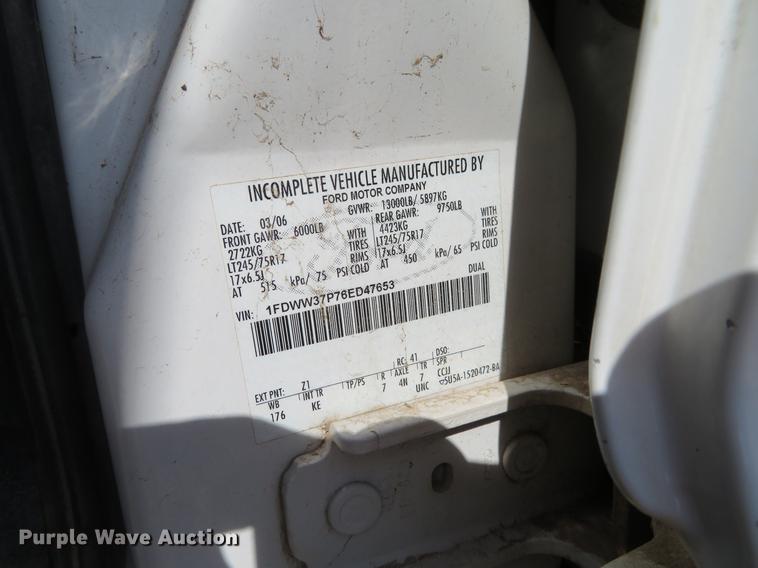 INCOMPLETE VEHICLE MANUFACTURED BY
FORD MOTOR COMPANY
DATE: 03/06 GVWR: 13000LB/ 5897KG
FRONT GAWR: 6000LB REAR GAWR: 9750LB
2722KG WITH 4423KG WITH
LT245/75R17 TIRES LT245/75R17 TIRES
17x6.5J RIMS 17x6.5J RIMS
AT 515 kPa/ 75 PSI COLD AT 450 kPa/ 65 PSI COLD
VIN: 1FDWW37P76ED47653 DUAL
EXT PNT: Z1 RC: 41 DSO:
WB INT TR TP/PS R AXLE TR SPR
176 KE 7 4N 7 CCJJ
UNC 5U5A-1520472-BA
Purple Wave Auction